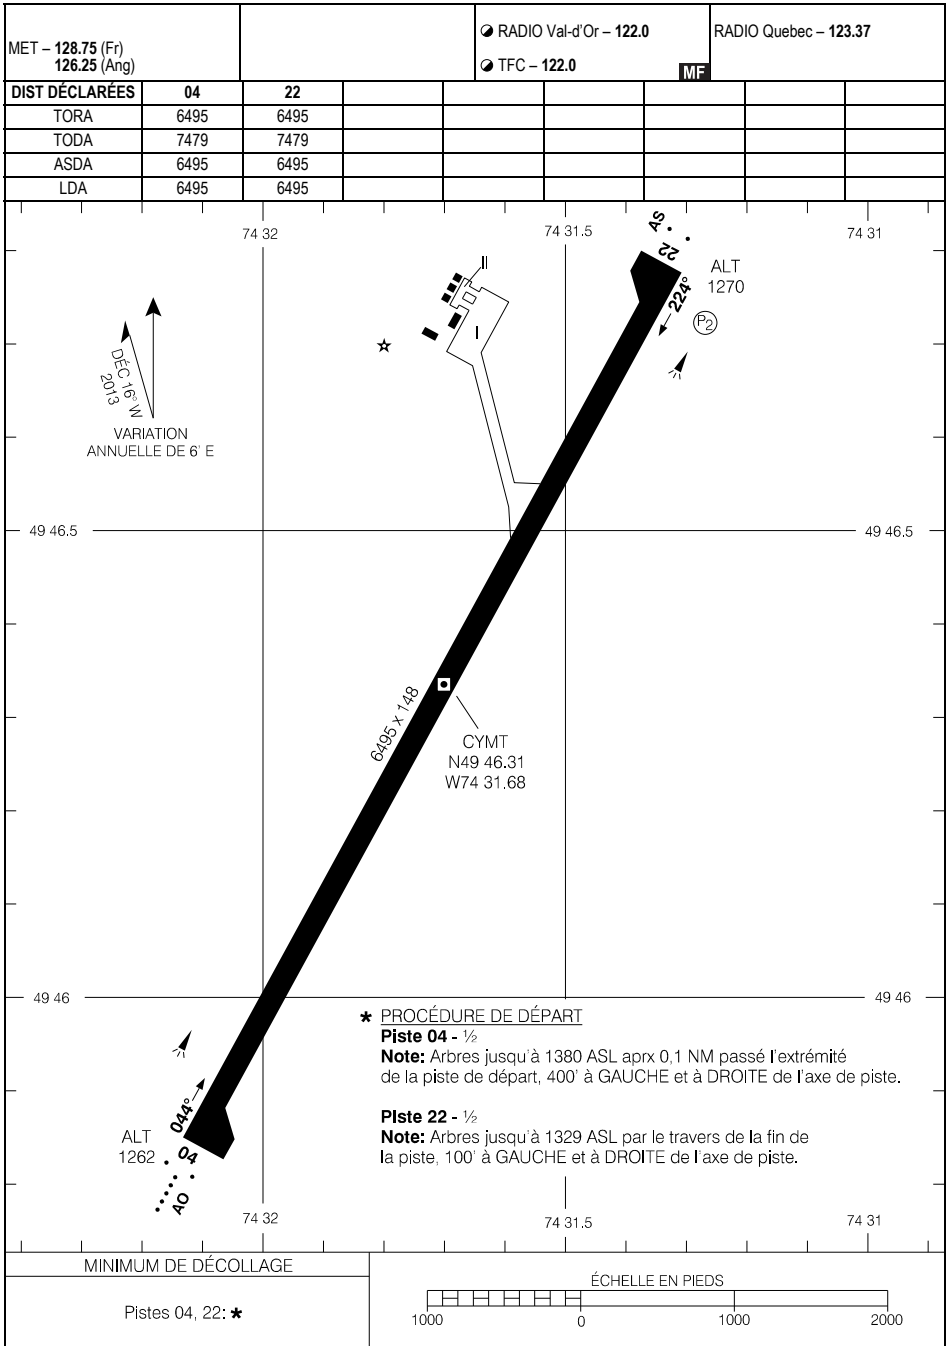 MET – 128.75 (Fr)
126.25 (Ang)
RADIO Val-d'Or – 122.0
TFC – 122.0
MF
RADIO Quebec – 123.37
DIST DÉCLARÉES 04 22
TORA 6495 6495
TODA 7479 7479
ASDA 6495 6495
LDA 6495 6495
74 32
74 31.5
74 31
AS
22
ALT
1270
224°
P2
II
I
DÉC 16° W
2013
VARIATION
ANNUELLE DE 6' E
49 46.5
49 46.5
6495 x 148
CYMT
N49 46.31
W74 31.68
49 46
49 46
* PROCÉDURE DE DÉPART
Piste 04 - ½
Note: Arbres jusqu'à 1380 ASL aprx 0,1 NM passé l'extrémité
de la piste de départ, 400' à GAUCHE et à DROITE de l'axe de piste.
PIste 22 - ½
Note: Arbres jusqu'à 1329 ASL par le travers de la fin de
la piste, 100' à GAUCHE et à DROITE de l'axe de piste.
044°
ALT
1262
04
AO
74 32
74 31.5
74 31
MINIMUM DE DÉCOLLAGE
Pistes 04, 22: *
ÉCHELLE EN PIEDS
1000 0 1000 2000